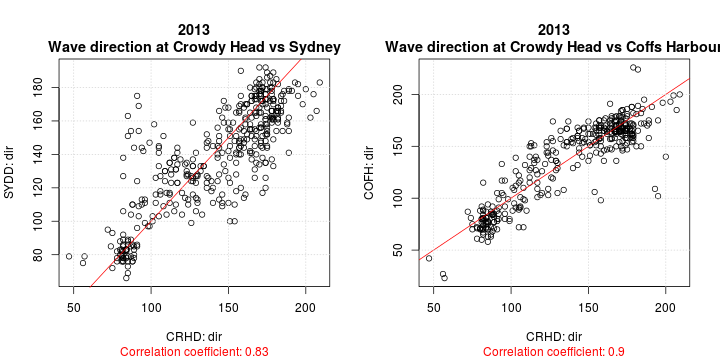 2013
Wave direction at Crowdy Head vs Sydney
SYDD: dir
80 100 120 140 160 180
50 100 150 200
CRHD: dir
Correlation coefficient: 0.83
2013
Wave direction at Crowdy Head vs Coffs Harbour
COFH: dir
50 100 150 200
50 100 150 200
CRHD: dir
Correlation coefficient: 0.9